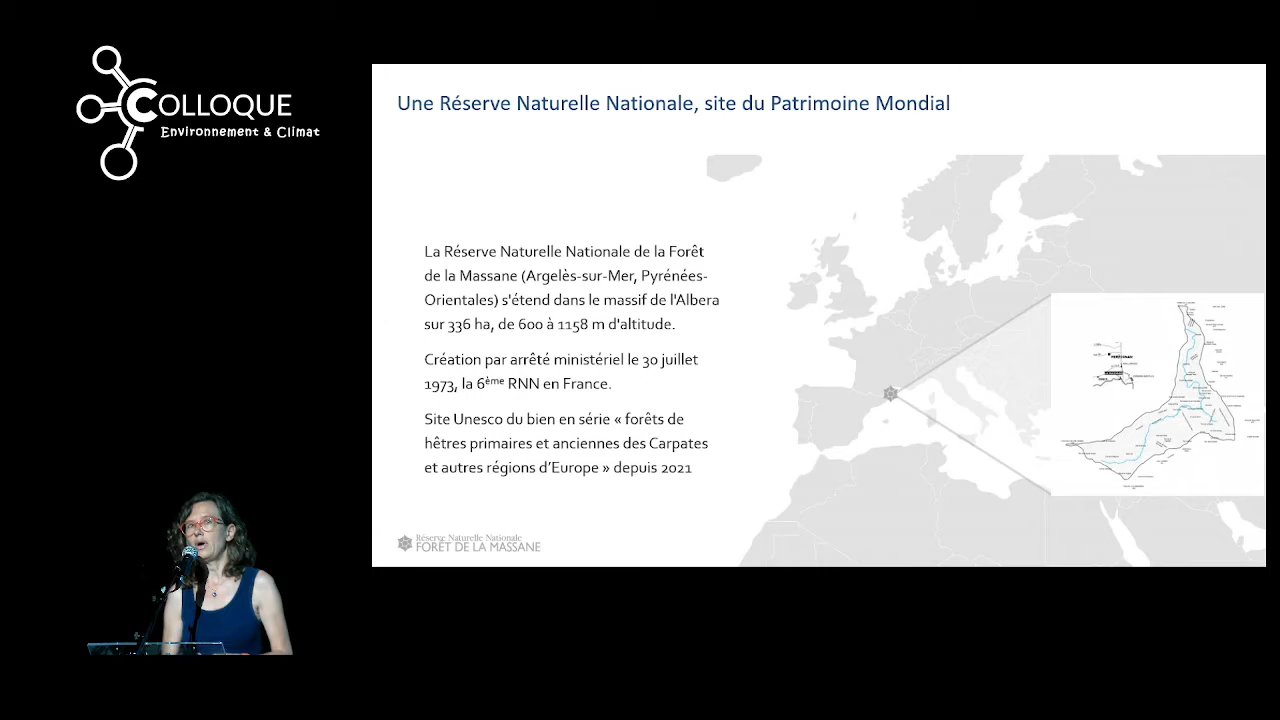 COLLOQUE
Environnement & Climat
Une Réserve Naturelle Nationale, site du Patrimoine Mondial
La Réserve Naturelle Nationale de la Forêt
de la Massane (Argelès-sur-Mer, Pyrénées-
Orientales) s'étend dans le massif de l'Albera
sur 336 ha, de 600 à 1158 m d'altitude.
Création par arrêté ministériel le 30 juillet
1973, la 6ème RNN en France.
Site Unesco du bien en série « forêts de
hêtres primaires et anciennes des Carpates
et autres régions d’Europe » depuis 2021
Réserve Naturelle Nationale
FORÊT DE LA MASSANE